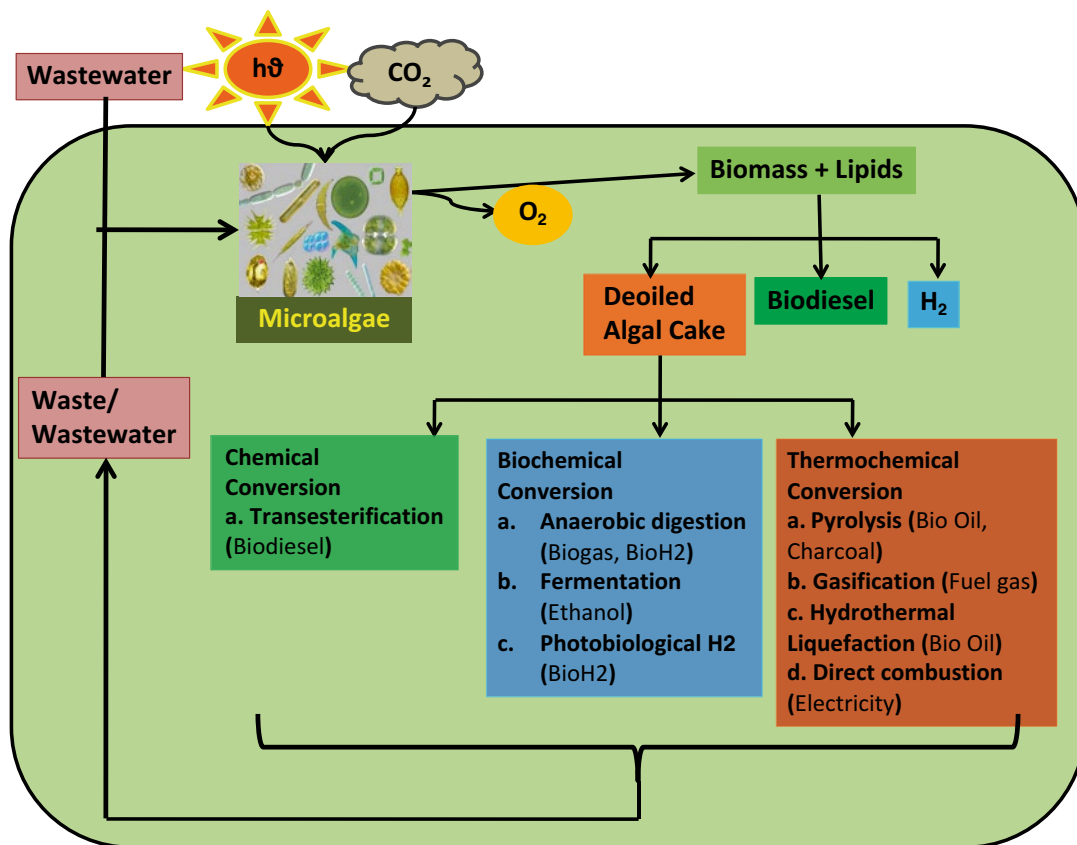 Wastewater
hϑ
CO₂
Biomass + Lipids
O₂
Microalgae
Deoiled
Algal Cake
Biodiesel
H₂
Waste/
Wastewater
Chemical
Conversion
a. Transesterification
(Biodiesel)
Biochemical
Conversion
a. Anaerobic digestion
(Biogas, BioH2)
b. Fermentation
(Ethanol)
c. Photobiological H2
(BioH2)
Thermochemical
Conversion
a. Pyrolysis (Bio Oil,
Charcoal)
b. Gasification (Fuel gas)
c. Hydrothermal
Liquefaction (Bio Oil)
d. Direct combustion
(Electricity)